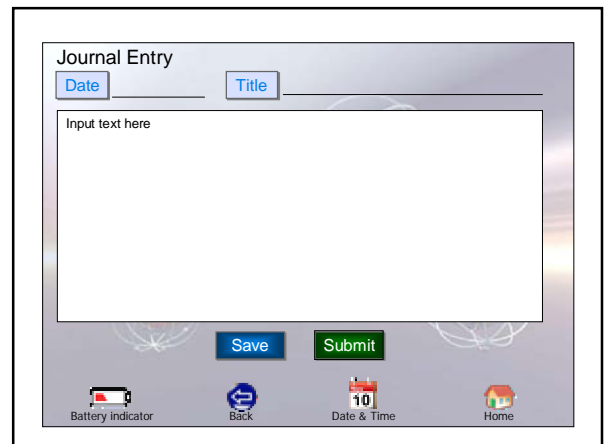 Journal Entry
Date Title
Input text here
Save Submit
10
Battery indicator Back Date & Time Home